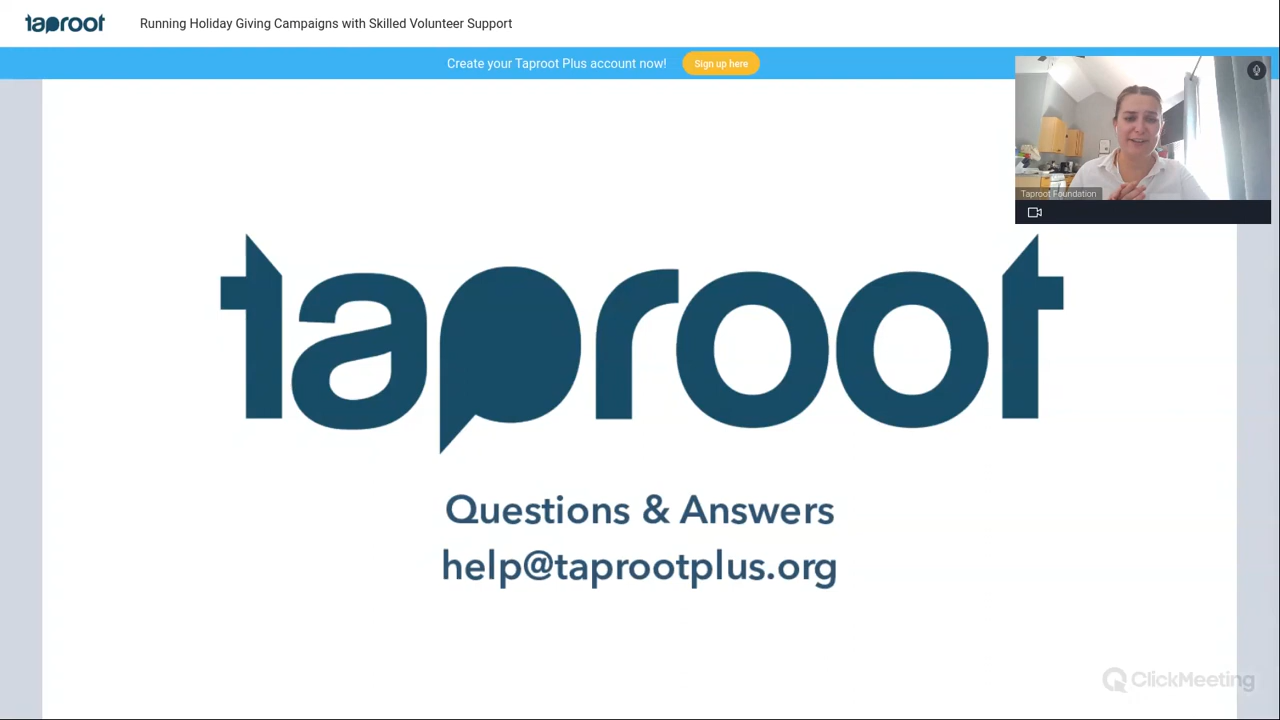 taproot
Running Holiday Giving Campaigns with Skilled Volunteer Support
Create your Taproot Plus account now!
Sign up here
Taproot Foundation
taproot
Questions & Answers
help@taprootplus.org
ClickMeeting